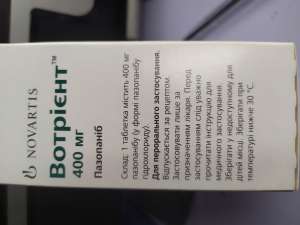 NOVARTIS
Вотрієнт™
400 мг
Пазопаніб
Склад: 1 таблетка містить 400 мг
пазопанібу (у формі пазопанібу
гідрохлориду).
Для перорального застосування.
Відпускається за рецептом.
Застосовувати лише за
призначенням лікаря. Перед
застосуванням слід уважно
прочитати інструкцію для
медичного застосування.
Зберігати у недоступному для
дітей місці. Зберігати при
температурі нижче 30 °С.